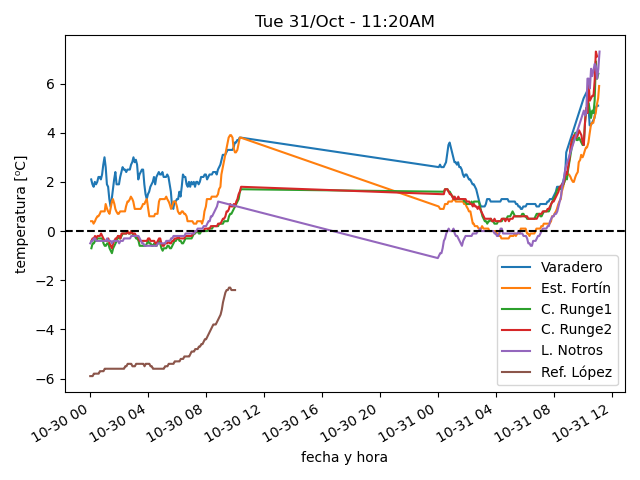 Tue 31/Oct - 11:20AM
temperatura [ºC]
6
4
2
0
−2
−4
−6
Varadero
Est. Fortín
C. Runge1
C. Runge2
L. Notros
Ref. López
10-30 00
10-30 04
10-30 08
10-30 12
10-30 16
10-30 20
10-31 00
10-31 04
10-31 08
10-31 12
fecha y hora